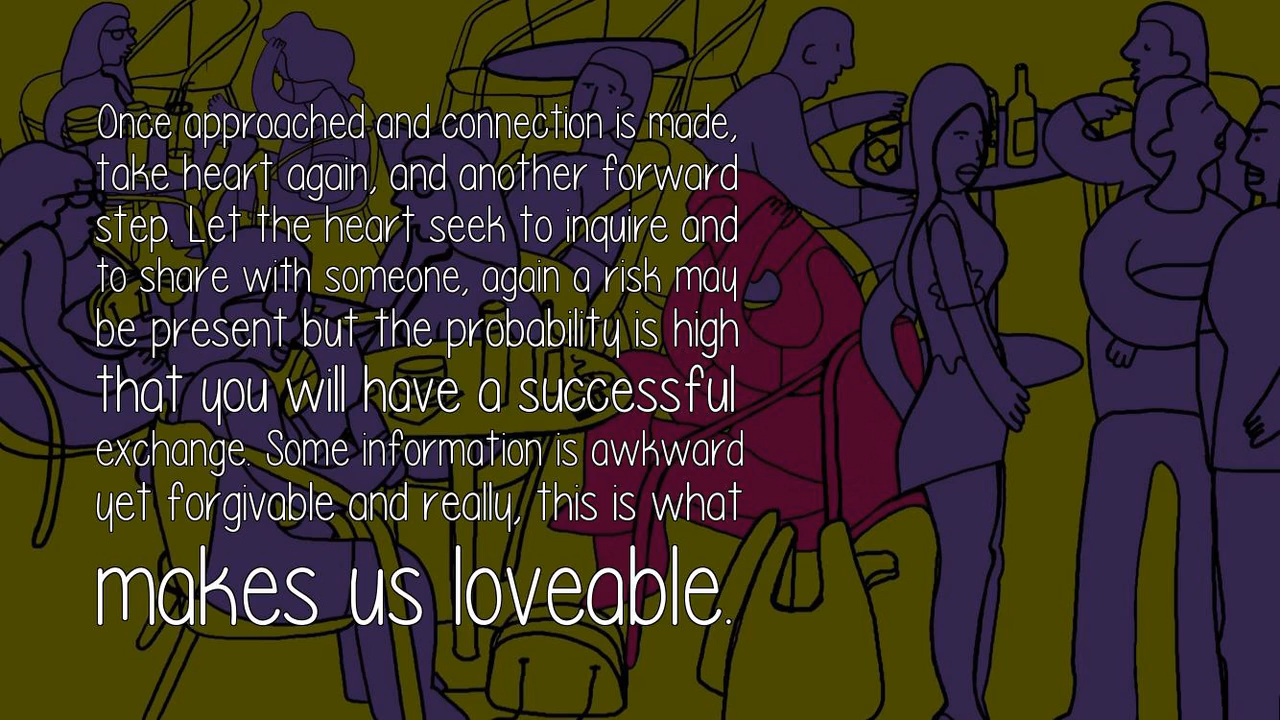 Once approached and connection is made,
take heart again, and another forward
step. Let the heart seek to inquire and
to share with someone, again a risk may
be present but the probability is high
that you will have a successful
exchange. Some information is awkward
yet forgivable and really, this is what
makes us loveable.